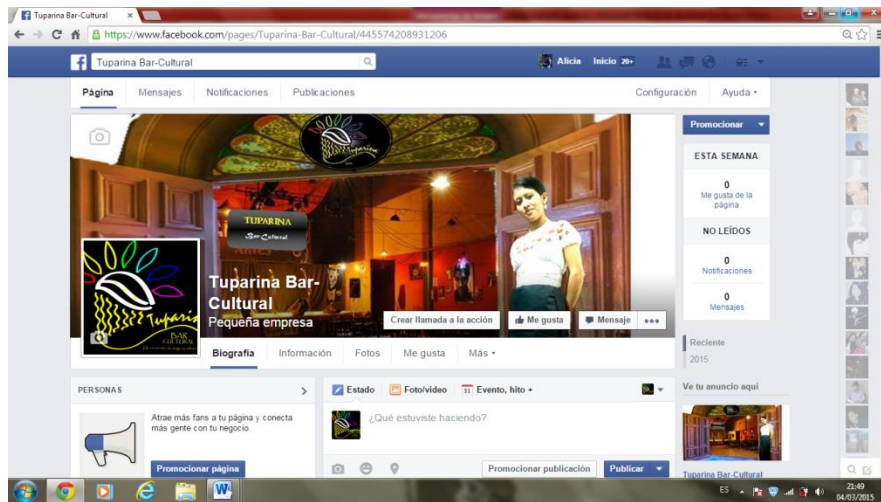 Tuparina Bar-Cultural
https://www.facebook.com/pages/Tuparina-Bar-Cultural/445574208931206
Tuparina Bar-Cultural
Alicia Inicio 20+
Página Mensajes Notificaciones Publicaciones Configuración Ayuda
Promocionar
ESTA SEMANA
0
Me gusta de la
página
NO LEÍDOS
0
Notificaciones
0
Mensajes
Reciente
2015
Tuparina
TUPARINA
Bar-Cultural
Tuparina
BAR
CULTURAL
Tuparina Bar-
Cultural
Pequeña empresa
Crear llamada a la acción Me gusta Mensaje
Biografía Información Fotos Me gusta Más
PERSONAS
Atrae más fans a tu página y conecta
más gente con tu negocio.
Promocionar página
Estado Foto/video 31 Evento, hito +
¿Qué estuviste haciendo?
Promocionar publicación Publicar
Ve tu anuncio aquí
Tuparina Bar-Cultural
ES
21:49
04/03/2015